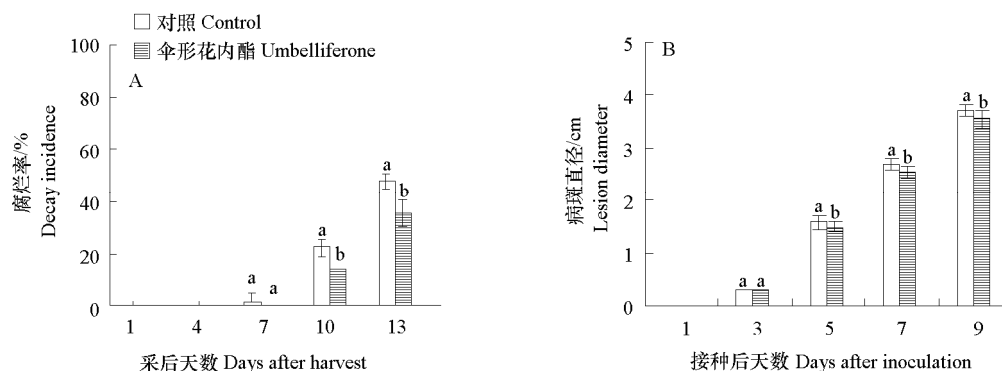 对照 Control
伞形花内酯 Umbelliferone
A
腐烂率/%
Decay incidence
100
80
60
40
20
0
a
a
a
b
a
b
1 4 7 10 13
采后天数 Days after harvest
B
病斑直径/cm
Lesion diameter
5
4
3
2
1
0
a a
a b
a b
a b
1 3 5 7 9
接种后天数 Days after inoculation